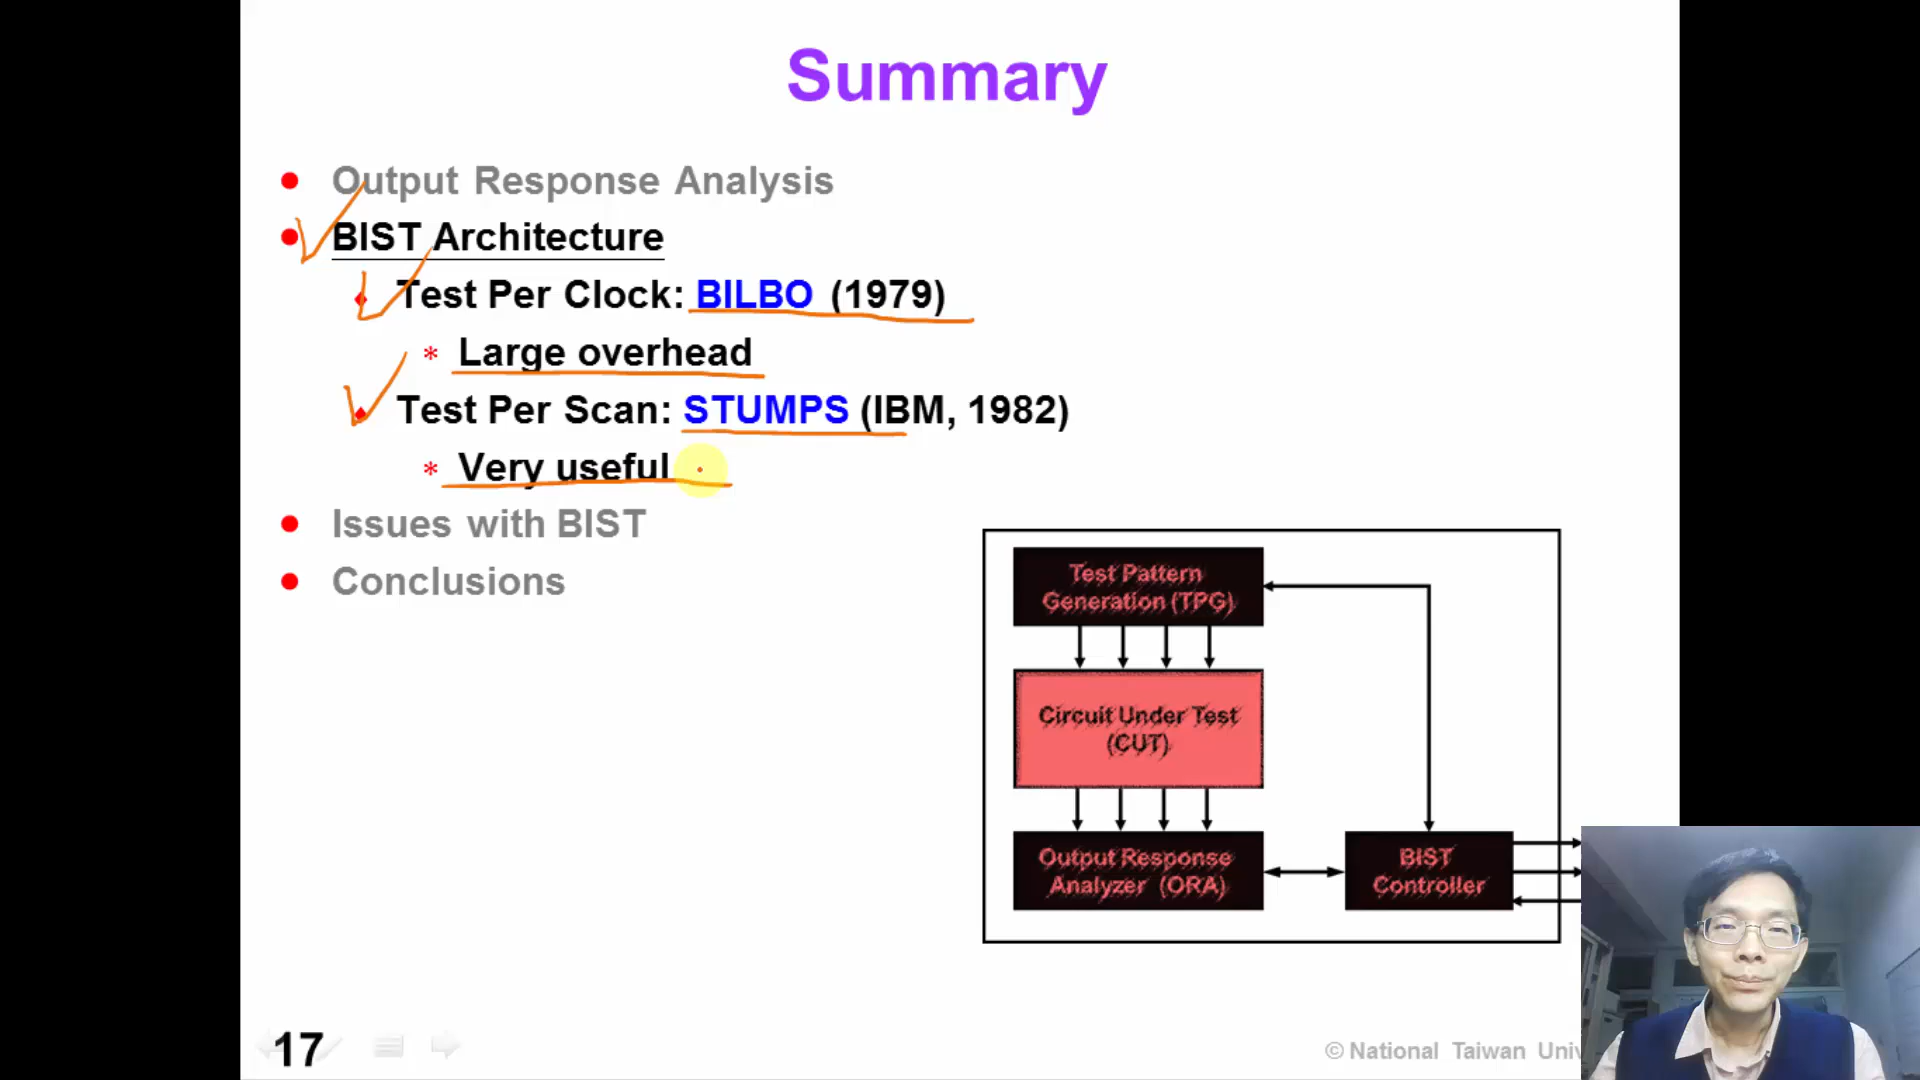 Summary
Output Response Analysis
BIST Architecture
Test Per Clock: BILBO (1979)
* Large overhead
Test Per Scan: STUMPS (IBM, 1982)
* Very useful
Issues with BIST
Conclusions
Test Pattern
Generation (TPG)
Circuit Under Test
(CUT)
Output Response
Analyzer (ORA)
BIST
Controller
17
© National Taiwan